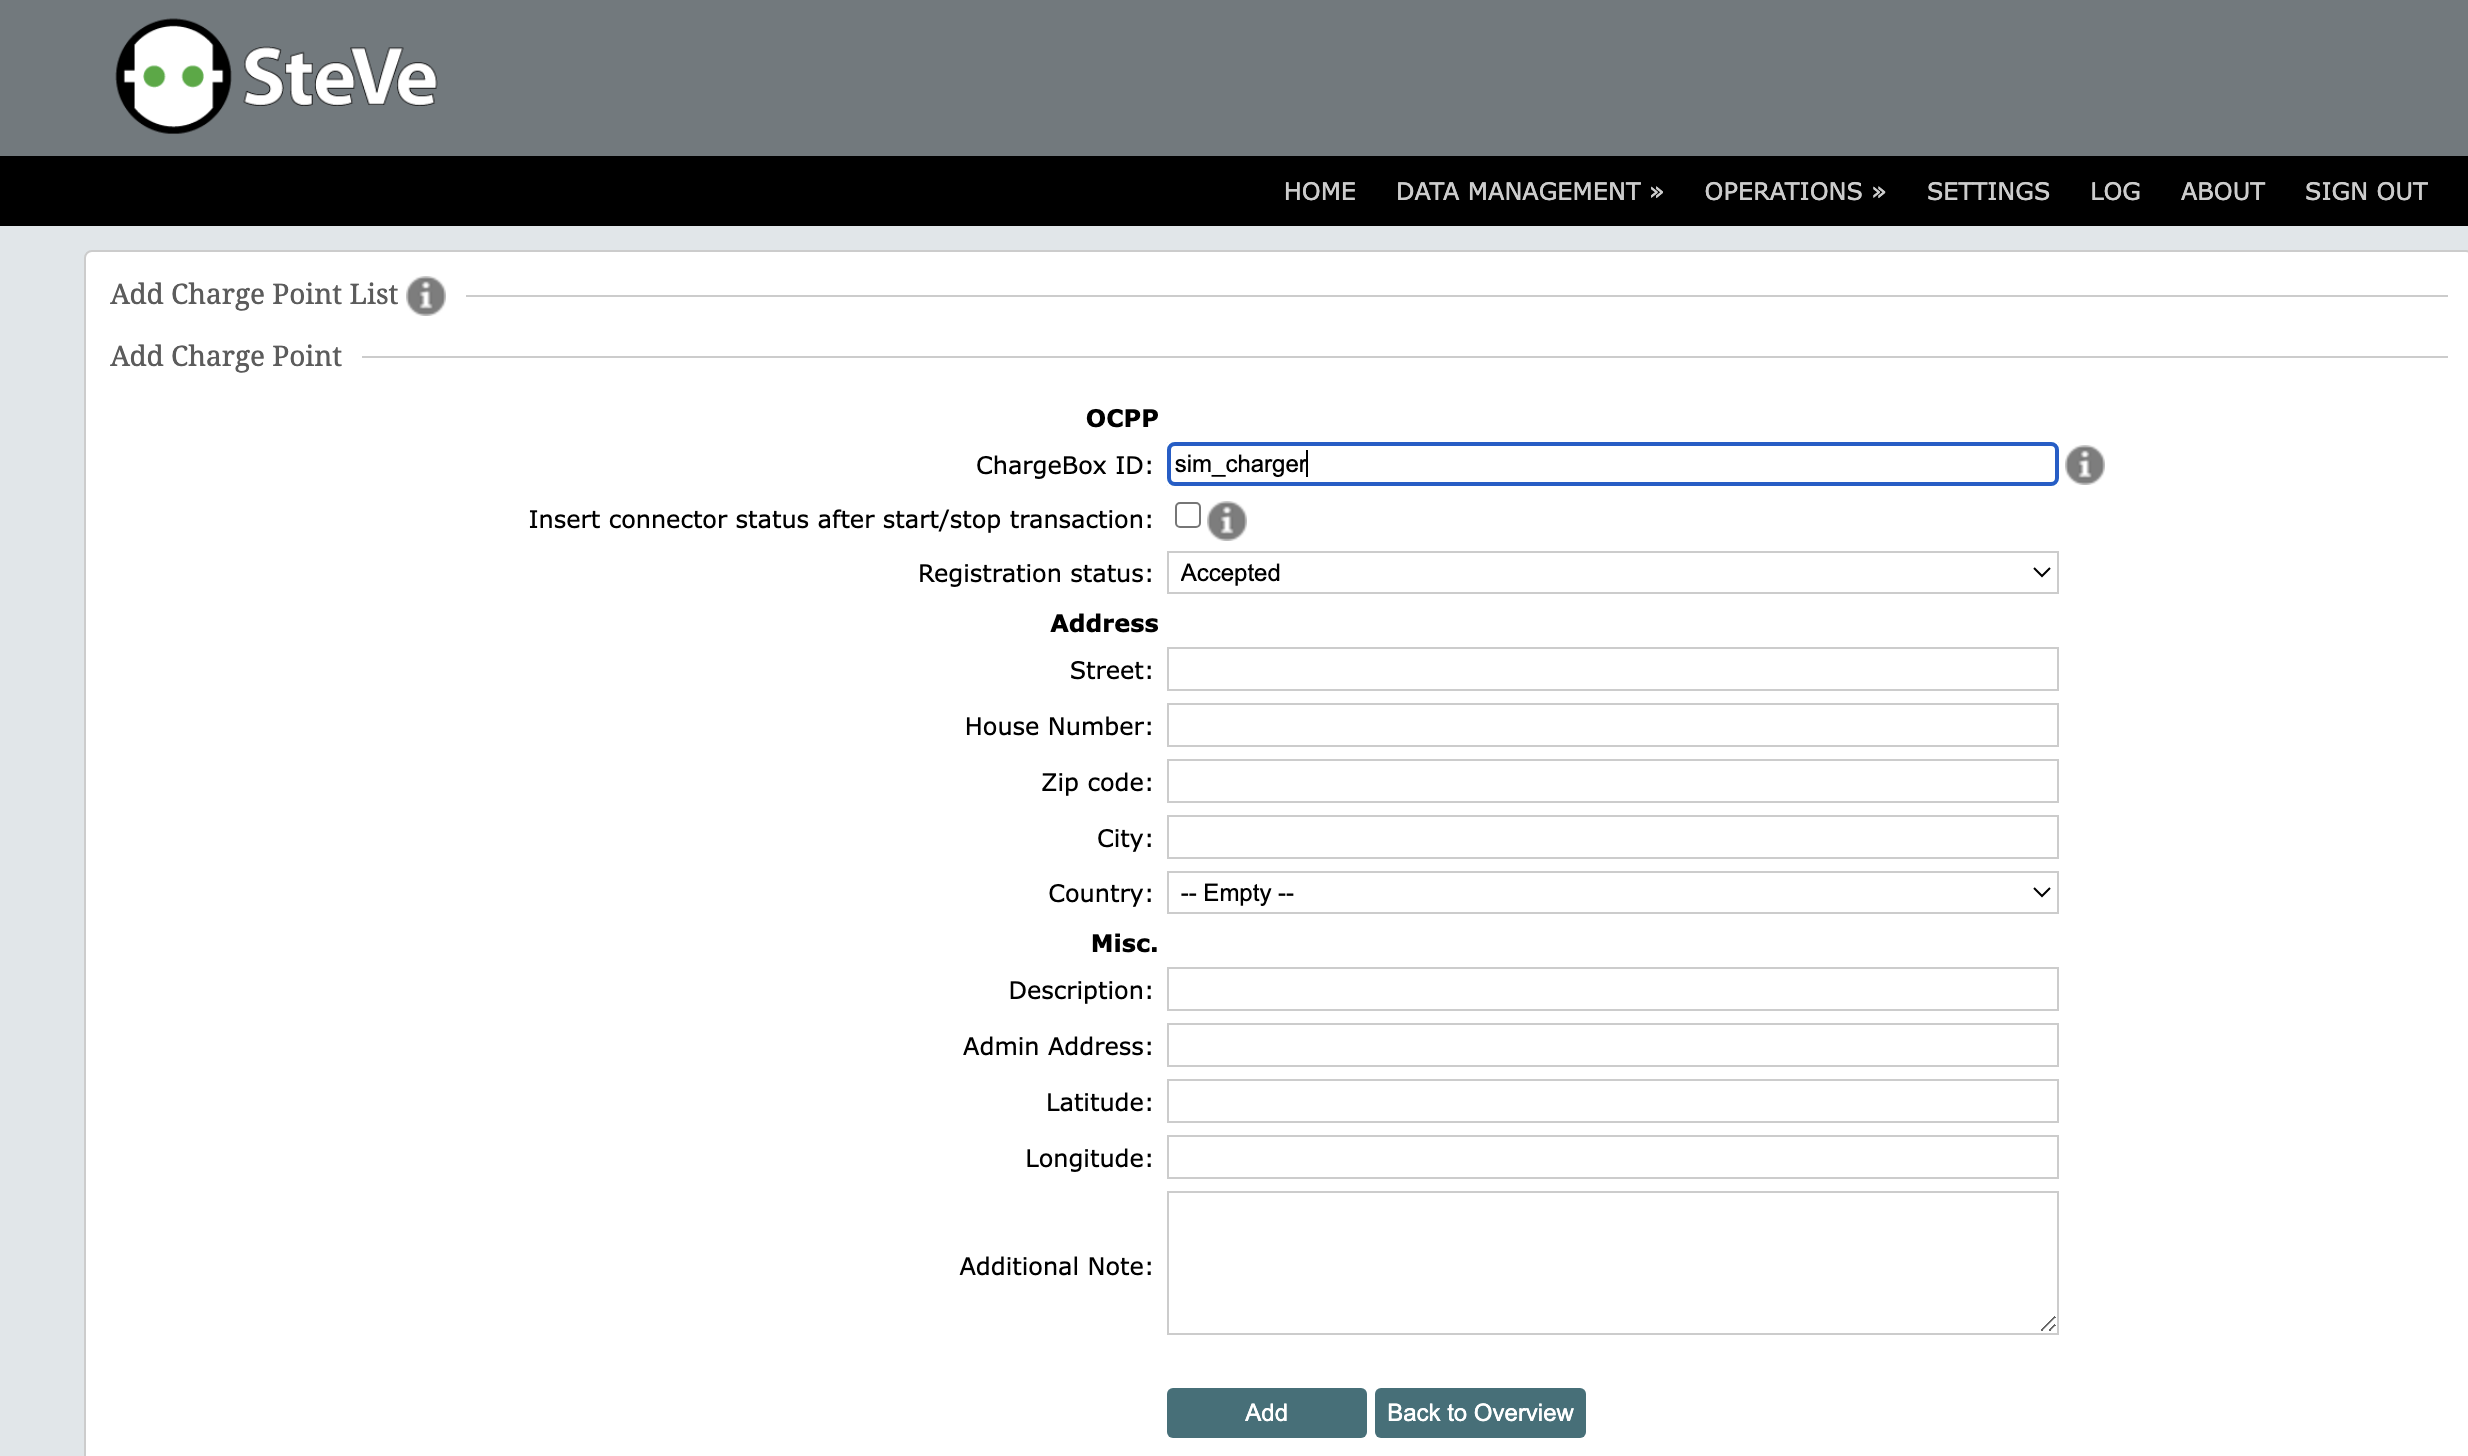 SteVe
HOME DATA MANAGEMENT » OPERATIONS » SETTINGS LOG ABOUT SIGN OUT
Add Charge Point List
Add Charge Point
OCPP
ChargeBox ID: sim_charger
Insert connector status after start/stop transaction:
Registration status: Accepted
Address
Street:
House Number:
Zip code:
City:
Country: -- Empty --
Misc.
Description:
Admin Address:
Latitude:
Longitude:
Additional Note:
Add Back to Overview